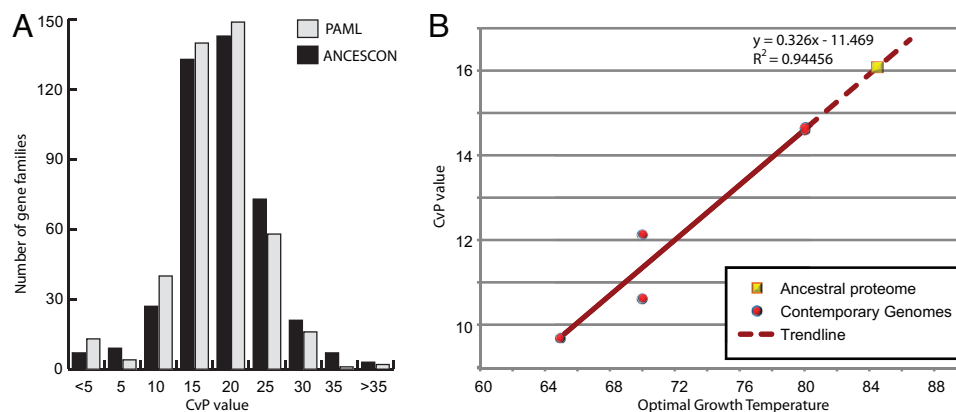 A
PAML
ANCESCON
150
120
90
60
30
0
Number of gene families
<5 5 10 15 20 25 30 35 >35
CvP value
B
y = 0.326x - 11.469
R² = 0.94456
16
14
12
10
CvP value
Ancestral proteome
Contemporary Genomes
Trendline
60 64 68 72 76 80 84 88
Optimal Growth Temperature